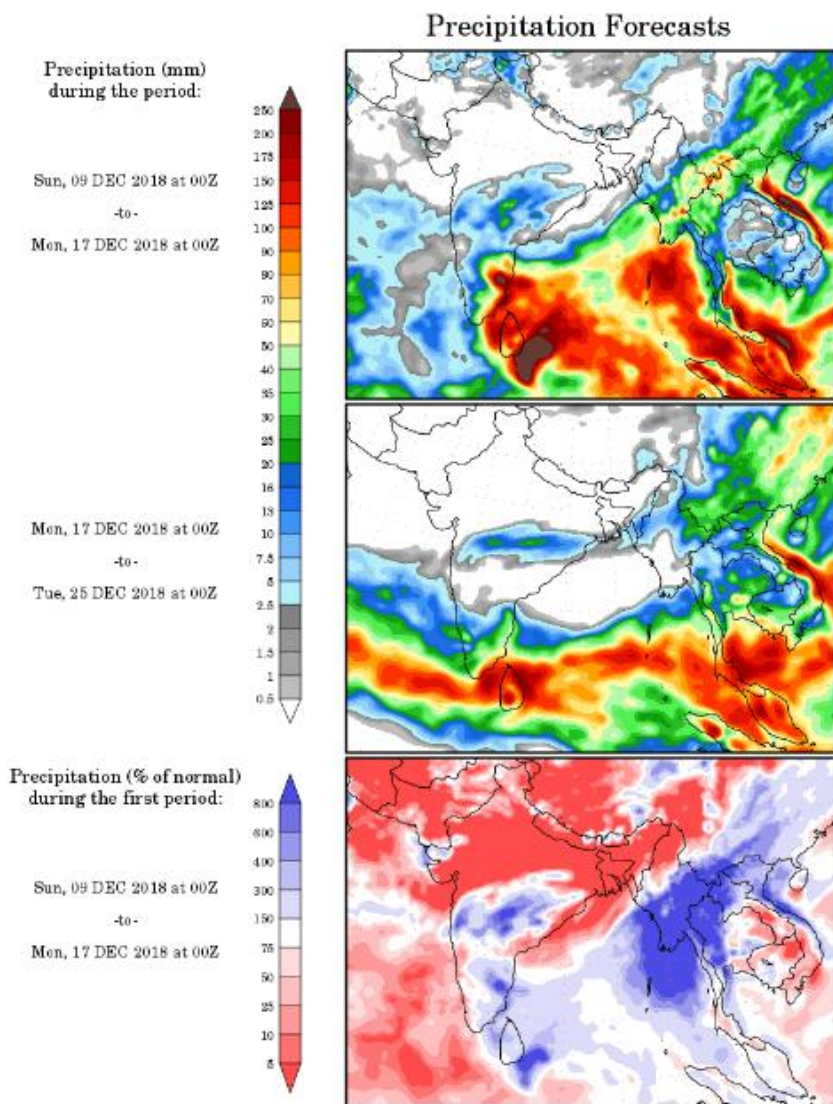 Precipitation Forecasts
Precipitation (mm)
during the period:
Sun, 09 DEC 2018 at 00Z
-to-
Mon, 17 DEC 2018 at 00Z
250
200
175
150
125
100
90
80
70
60
50
40
30
25
20
16
13
10
7.5
5
2.5
2
1.5
1
0.5
Mon, 17 DEC 2018 at 00Z
-to-
Tue, 25 DEC 2018 at 00Z
Precipitation (% of normal)
during the first period:
Sun, 09 DEC 2018 at 00Z
-to-
Mon, 17 DEC 2018 at 00Z
800
600
400
300
150
75
50
25
10
5